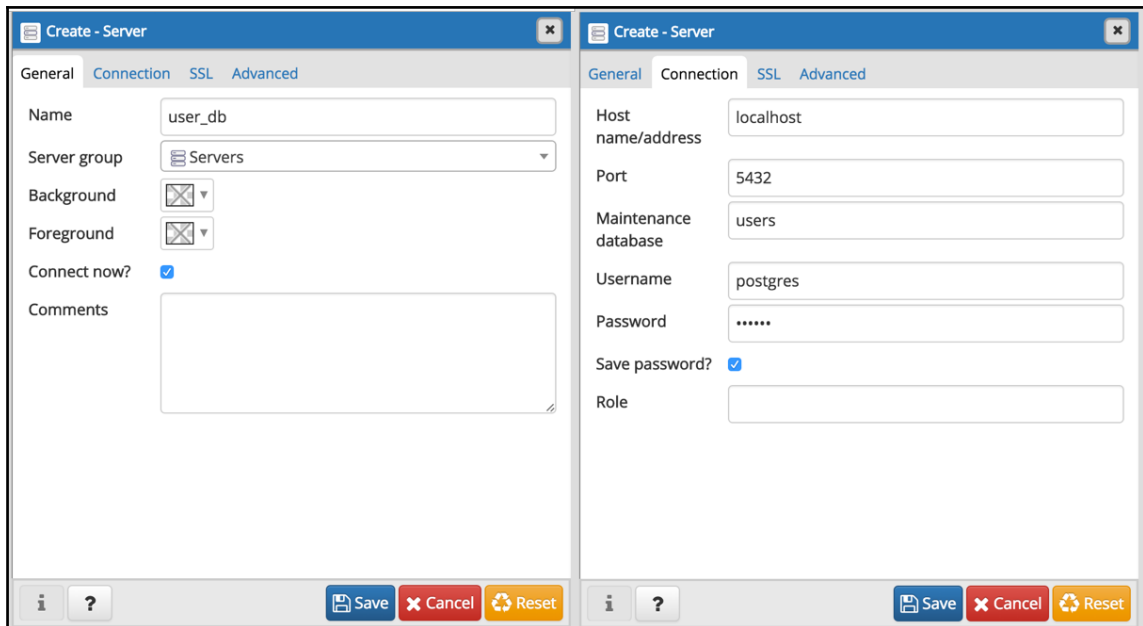 Create - Server
General Connection SSL Advanced
Name user_db
Server group Servers
Background
Foreground
Connect now?
Comments
i ? Save Cancel Reset
Create - Server
General Connection SSL Advanced
Host name/address localhost
Port 5432
Maintenance database users
Username postgres
Password ••••••
Save password?
Role
i ? Save Cancel Reset